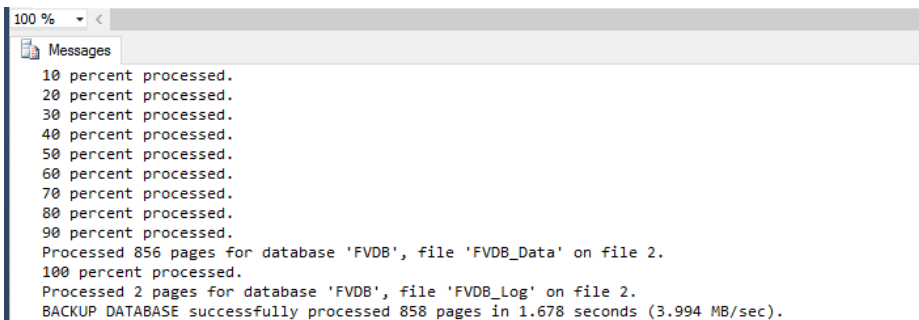 100 %
Messages
10 percent processed.
20 percent processed.
30 percent processed.
40 percent processed.
50 percent processed.
60 percent processed.
70 percent processed.
80 percent processed.
90 percent processed.
Processed 856 pages for database 'FVDB', file 'FVDB_Data' on file 2.
100 percent processed.
Processed 2 pages for database 'FVDB', file 'FVDB_Log' on file 2.
BACKUP DATABASE successfully processed 858 pages in 1.678 seconds (3.994 MB/sec).